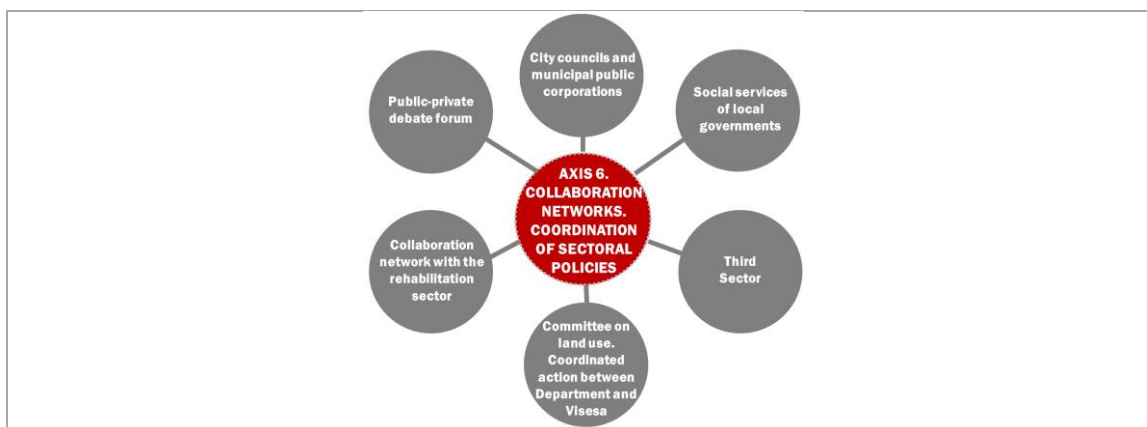 City councils and
municipal public
corporations
Public-private
debate forum
Social services
of local
governments
AXIS 6.
COLLABORATION
NETWORKS.
COORDINATION
OF SECTORAL
POLICIES
Collaboration
network with the
rehabilitation
sector
Third
Sector
Committee on
land use.
Coordinated
action between
Department and
Visesa